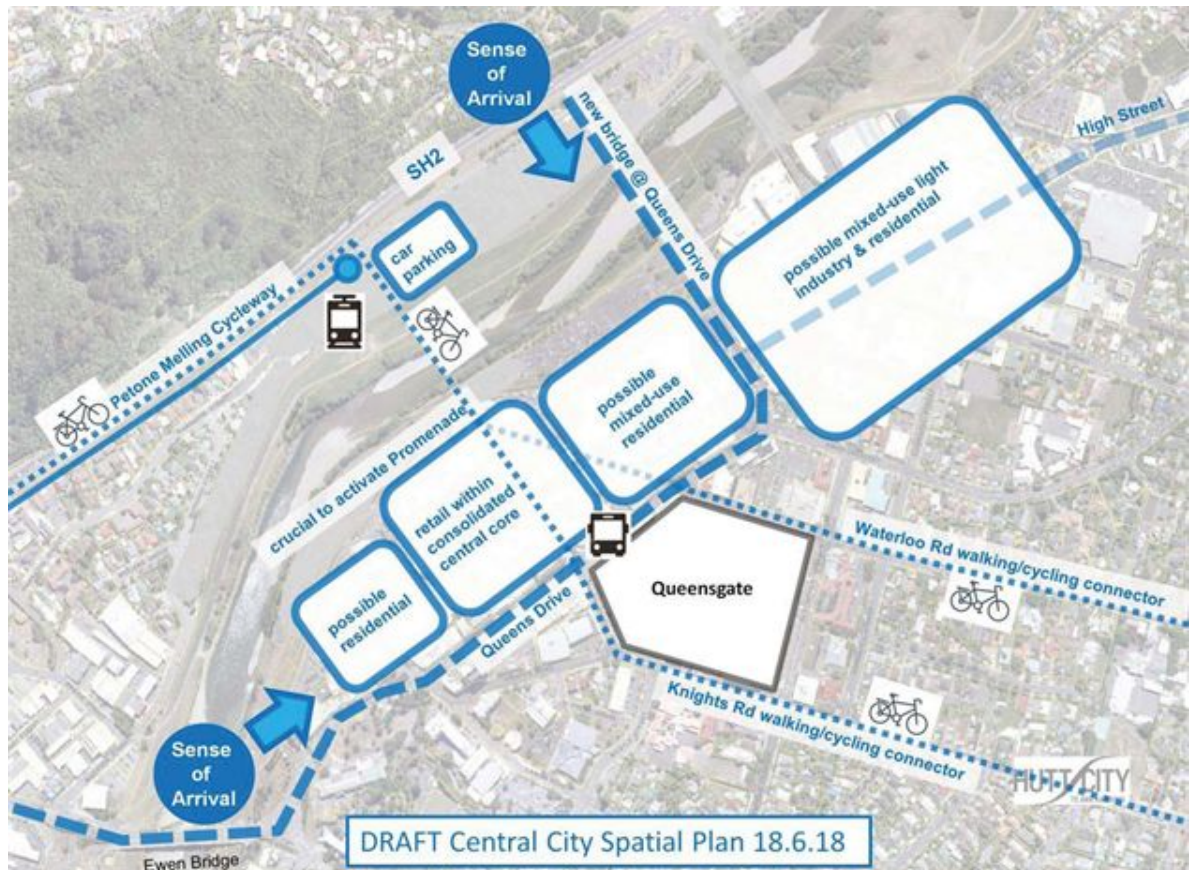 Sense
of
Arrival
SH2
new bridge @ Queens Drive
High Street
car
parking
possible mixed-use light
industry & residential
Petone Melling Cycleway
possible
mixed-use
residential
crucial to activate Promenade
retail within
consolidated
central core
possible
residential
Queens Drive
Queensgate
Waterloo Rd walking/cycling connector
Knights Rd walking/cycling connector
Sense
of
Arrival
HUTT CITY
Ewen Bridge
DRAFT Central City Spatial Plan 18.6.18